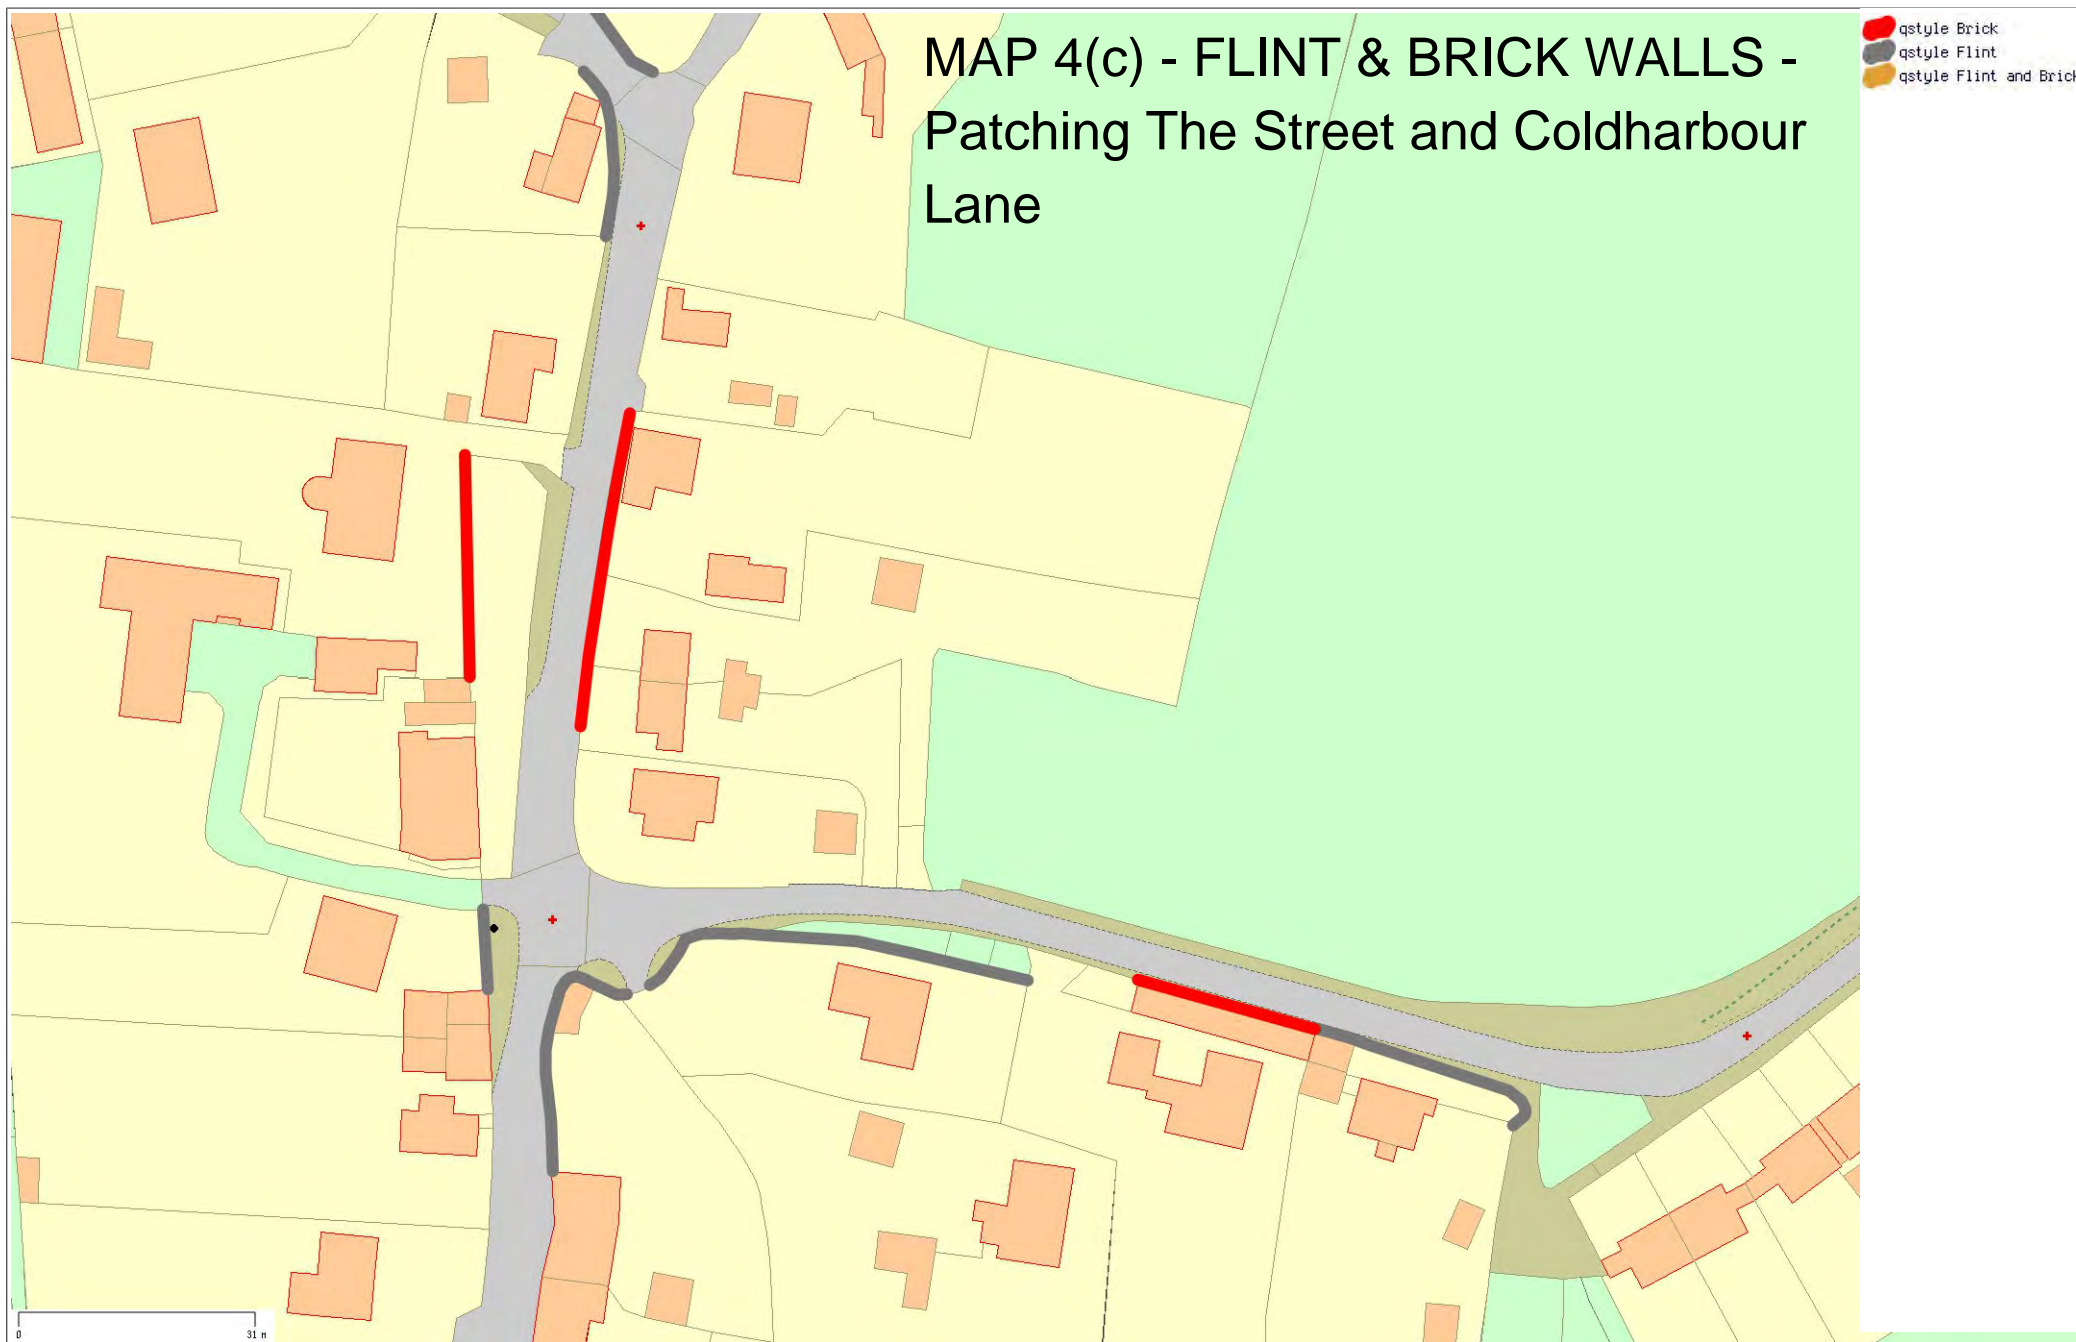 MAP 4(c) - FLINT & BRICK WALLS -
Patching The Street and Coldharbour
Lane
qstyle Brick
qstyle Flint
qstyle Flint and Brick
0
31 m